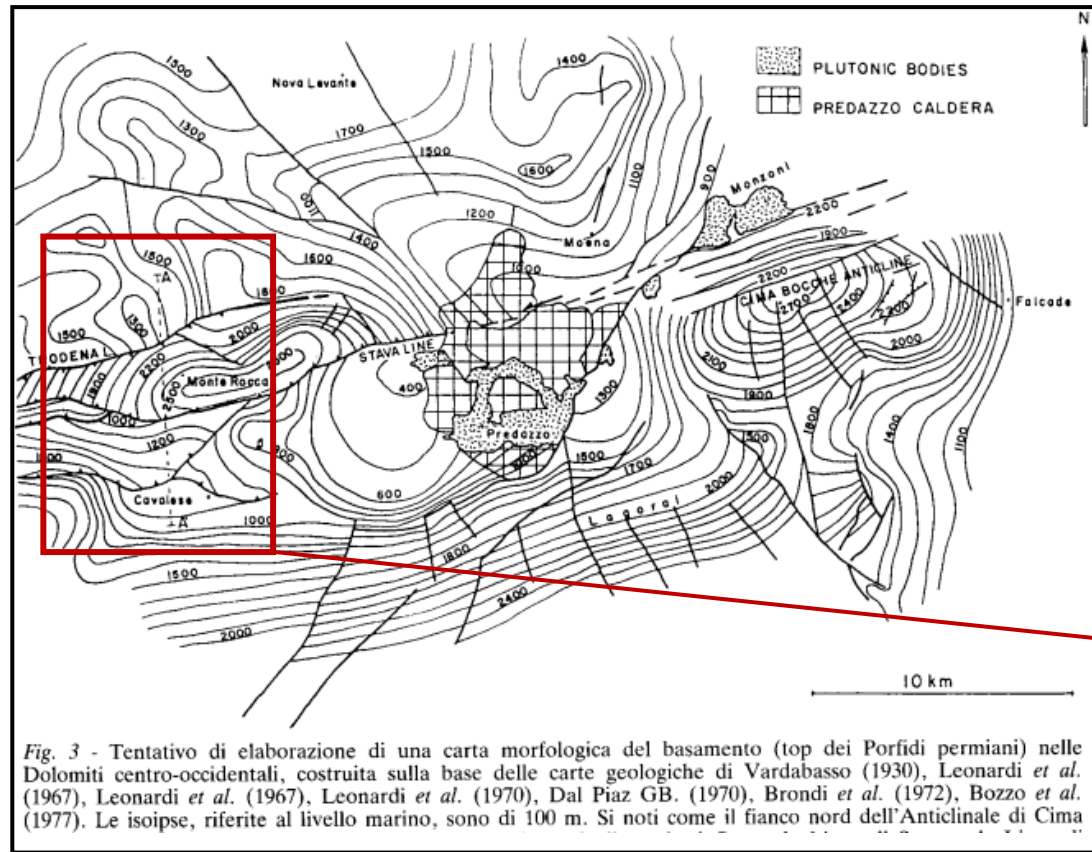 N
1500
1400
Nova Levante
PLUTONIC BODIES
PREDAZZO CALDERA
1300
1700
1500
1600
1100
900
Monzoni
1100
1200
2200
1400
Moena
1900
1500
1600
1000
2200
CIMA BOCCHE ANTICLINE
A
2700
2400
2200
Falcade
1600
1300
1500
2000
2000
TRODENA L.
2200
STAVA LINE
2100
1800
Monte Rocca
400
1300
2500
1800
1000
1800
1400
1200
Predazzo
1500
1100
1500
1700
600
2000
Cavalese
Lagorai
A'
1000
1800
1500
2400
2000
10 km
Fig. 3 - Tentativo di elaborazione di una carta morfologica del basamento (top dei Porfidi permiani) nelle
Dolomiti centro-occidentali, costruita sulla base delle carte geologiche di Vardabasso (1930), Leonardi et al.
(1967), Leonardi et al. (1967), Leonardi et al. (1970), Dal Piaz GB. (1970), Brondi et al. (1972), Bozzo et al.
(1977). Le isoipse, riferite al livello marino, sono di 100 m. Si noti come il fianco nord dell'Anticlinale di Cima